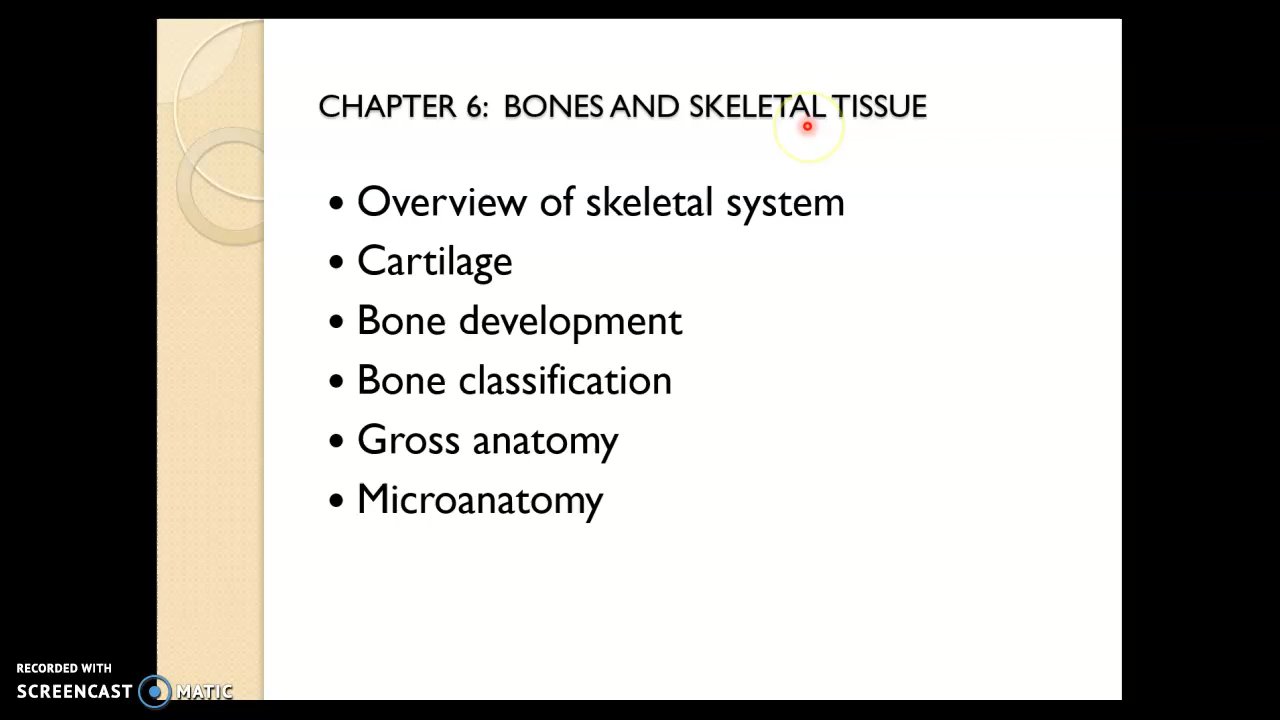 CHAPTER 6: BONES AND SKELETAL TISSUE
• Overview of skeletal system
• Cartilage
• Bone development
• Bone classification
• Gross anatomy
• Microanatomy
RECORDED WITH
SCREENCAST MATIC